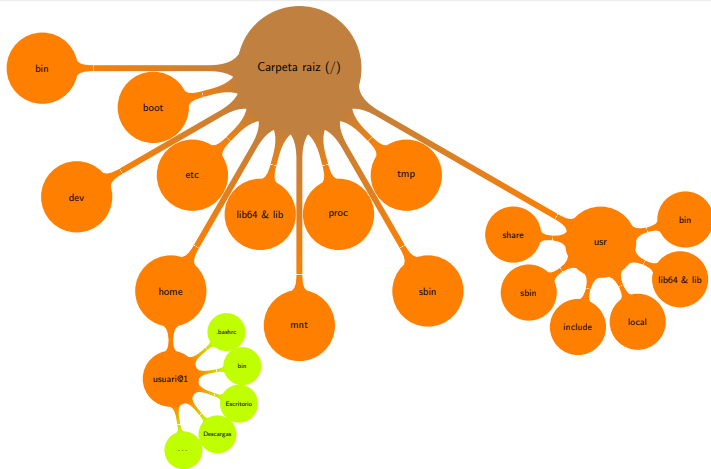 Carpeta raiz (/)
bin
boot
dev
etc
lib64 & lib
proc
tmp
home
mnt
sbin
usr
share
bin
sbin
lib64 & lib
include
local
usuari@1
.bashrc
bin
Escritorio
Descargas
...